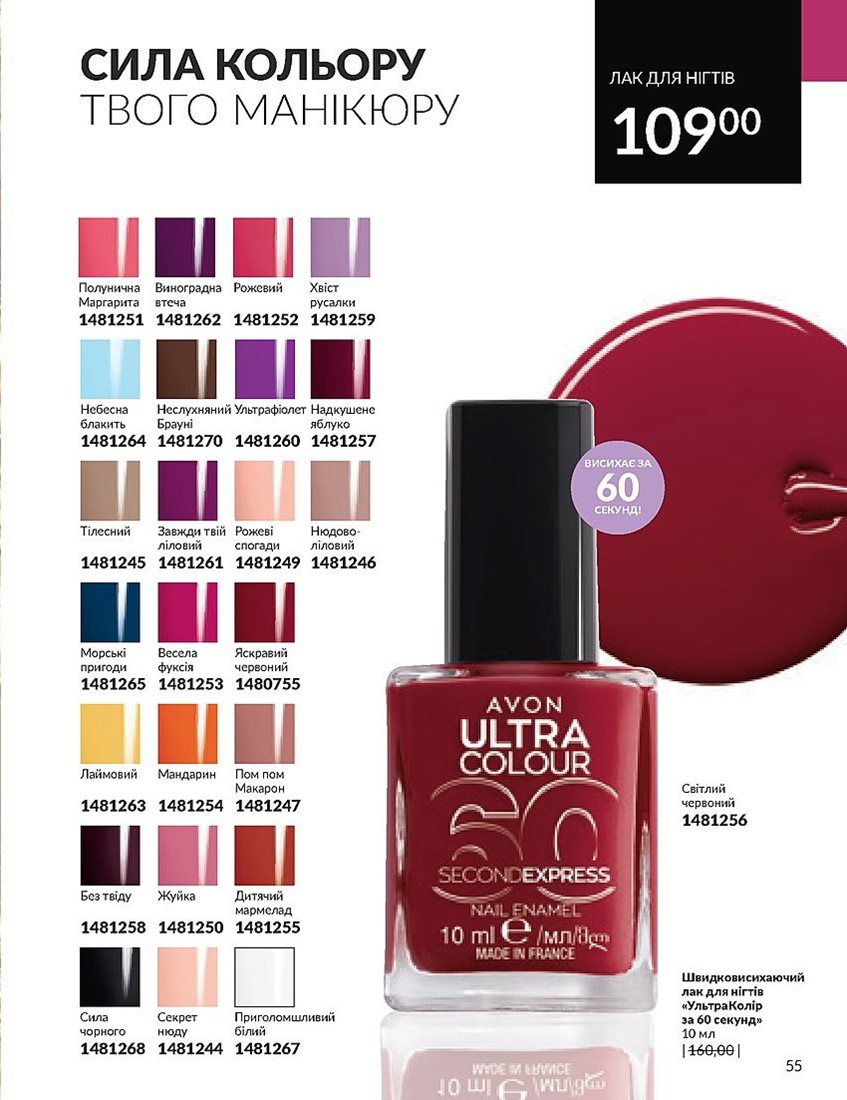 СИЛА КОЛЬОРУ
ТВОГО МАНІКЮРУ
ЛАК ДЛЯ НІГТІВ
109⁰⁰
Полунична
Маргарита
1481251
Виноградна
втеча
1481262
Рожевий
1481252
Хвіст
русалки
1481259
Небесна
блакить
1481264
Неслухняний
Брауні
1481270
Ультрафіолет
1481260
Надкушене
яблуко
1481257
Тілесний
1481245
Завжди твій
ліловий
1481261
Рожеві
спогади
1481249
Нюдово-
ліловий
1481246
Морські
пригоди
1481265
Весела
фуксія
1481253
Яскравий
червоний
1480755
Лаймовий
1481263
Мандарин
1481254
Пом пом
Макарон
1481247
Без твіду
1481258
Жуйка
1481250
Дитячий
мармелад
1481255
Сила
чорного
1481268
Секрет
нюду
1481244
Приголомшливий
білий
1481267
ВИСИХАЄ ЗА
60
СЕКУНД!
AVON
ULTRA
COLOUR
60
SECONDEXPRESS
NAIL ENAMEL
10 ml e /мл/მლ
MADE IN FRANCE
Світлий
червоний
1481256
Швидковисихаючий
лак для нігтів
«УльтраКолір
за 60 секунд»
10 мл
|160,00|
55